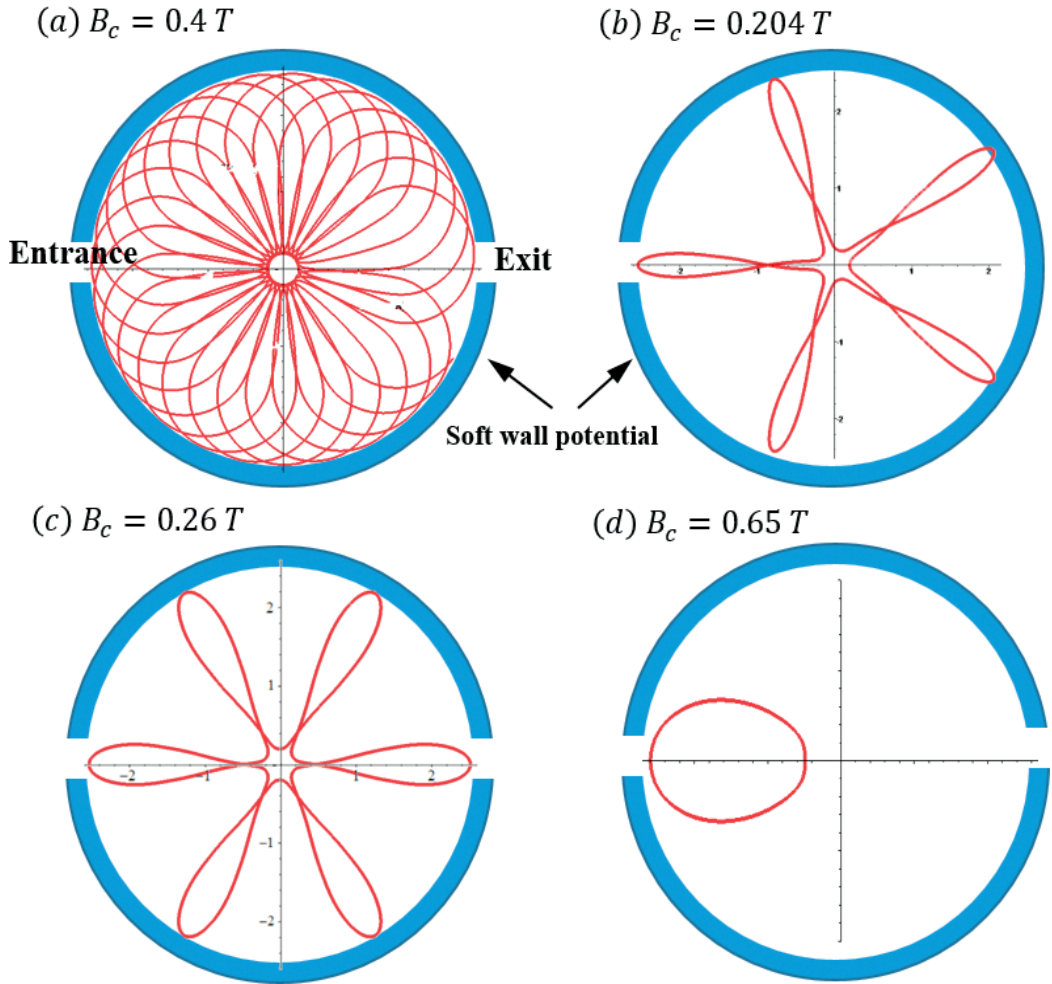 (a) B_c = 0.4 T
(b) B_c = 0.204 T
Entrance
Exit
2
1
-2
-1
1
2
-1
-2
Soft wall potential
(c) B_c = 0.26 T
(d) B_c = 0.65 T
2
1
−2
−1
1
2
−1
−2